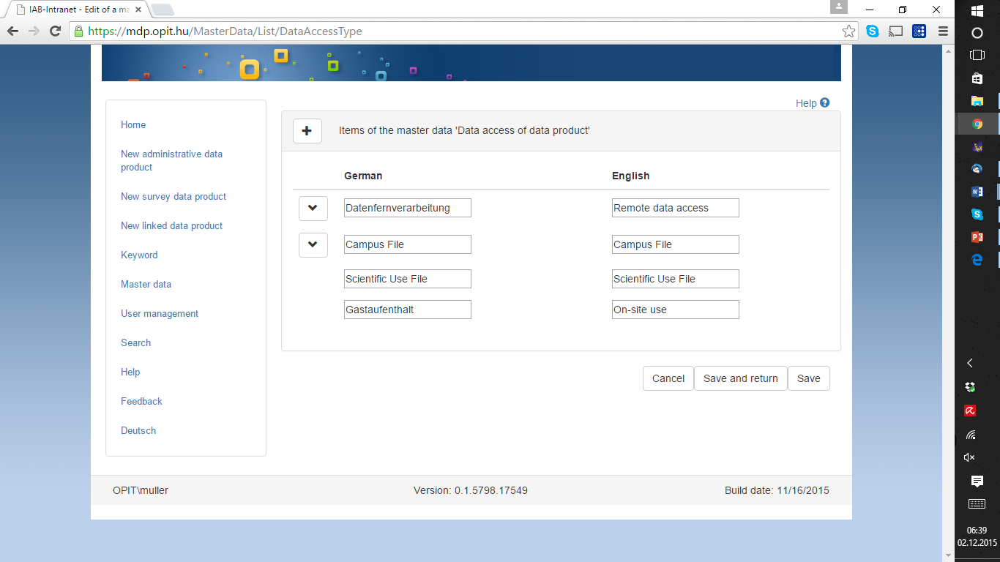 IAB-Intranet - Edit of a ma
https://mdp.opit.hu/MasterData/List/DataAccessType
Help
Home
New administrative data
product
New survey data product
New linked data product
Keyword
Master data
User management
Search
Help
Feedback
Deutsch
Items of the master data 'Data access of data product'
German English
Datenfernverarbeitung Remote data access
Campus File Campus File
Scientific Use File Scientific Use File
Gastaufenthalt On-site use
Cancel Save and return Save
OPIT\muller Version: 0.1.5798.17549 Build date: 11/16/2015
06:39
02.12.2015